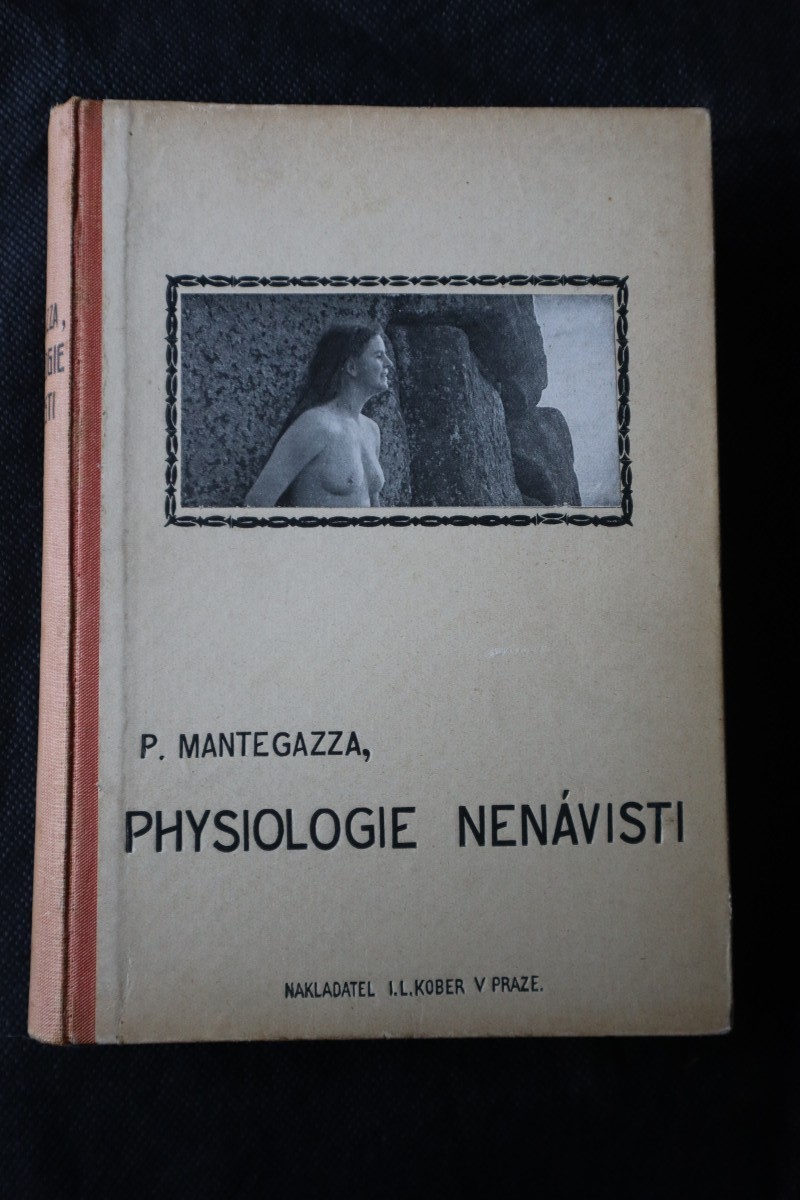 P. MANTEGAZZA,
PHYSIOLOGIE NENÁVISTI
NAKLADATEL I.L.KOBER V PRAZE.